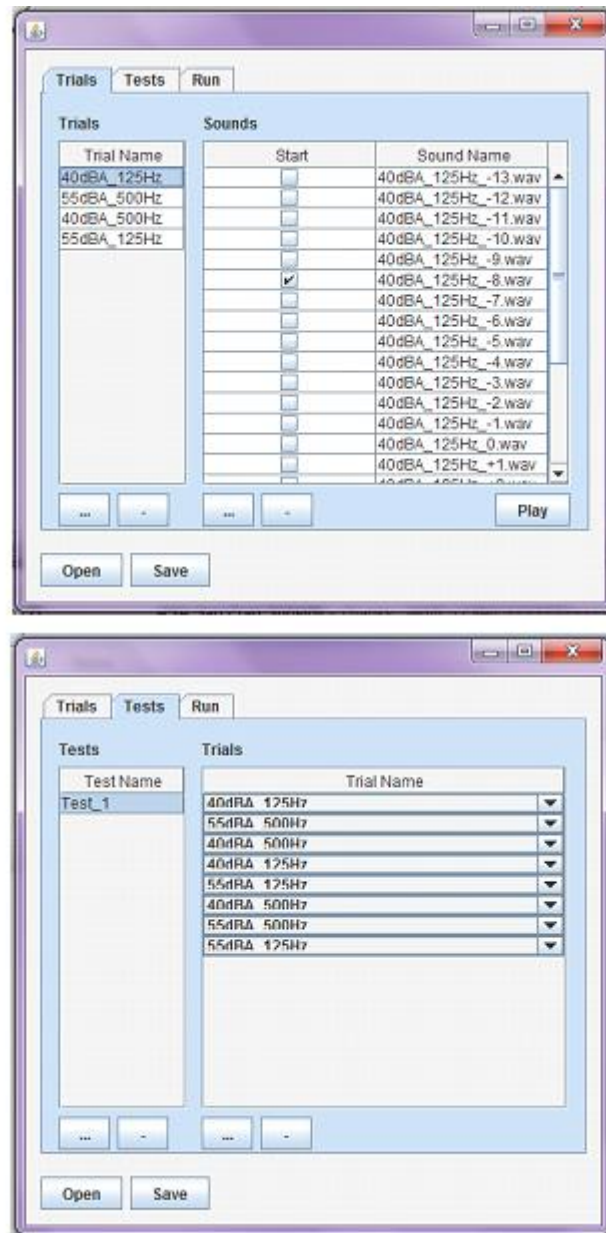 Trials Tests Run
Trials Sounds
Trial Name Start Sound Name
40dBA_125Hz 40dBA_125Hz_-13.wav
55dBA_500Hz 40dBA_125Hz_-12.wav
40dBA_500Hz 40dBA_125Hz_-11.wav
55dBA_125Hz 40dBA_125Hz_-10.wav
40dBA_125Hz_-9.wav
40dBA_125Hz_-8.wav
40dBA_125Hz_-7.wav
40dBA_125Hz_-6.wav
40dBA_125Hz_-5.wav
40dBA_125Hz_-4.wav
40dBA_125Hz_-3.wav
40dBA_125Hz_-2.wav
40dBA_125Hz_-1.wav
40dBA_125Hz_0.wav
40dBA_125Hz_+1.wav
... - ... - Play
Open Save
Trials Tests Run
Tests Trials
Test Name Trial Name
Test_1 40dBA_125Hz
55dBA_500Hz
40dBA_500Hz
40dBA_125Hz
55dBA_125Hz
40dBA_500Hz
55dBA_500Hz
55dBA_125Hz
... - ... -
Open Save